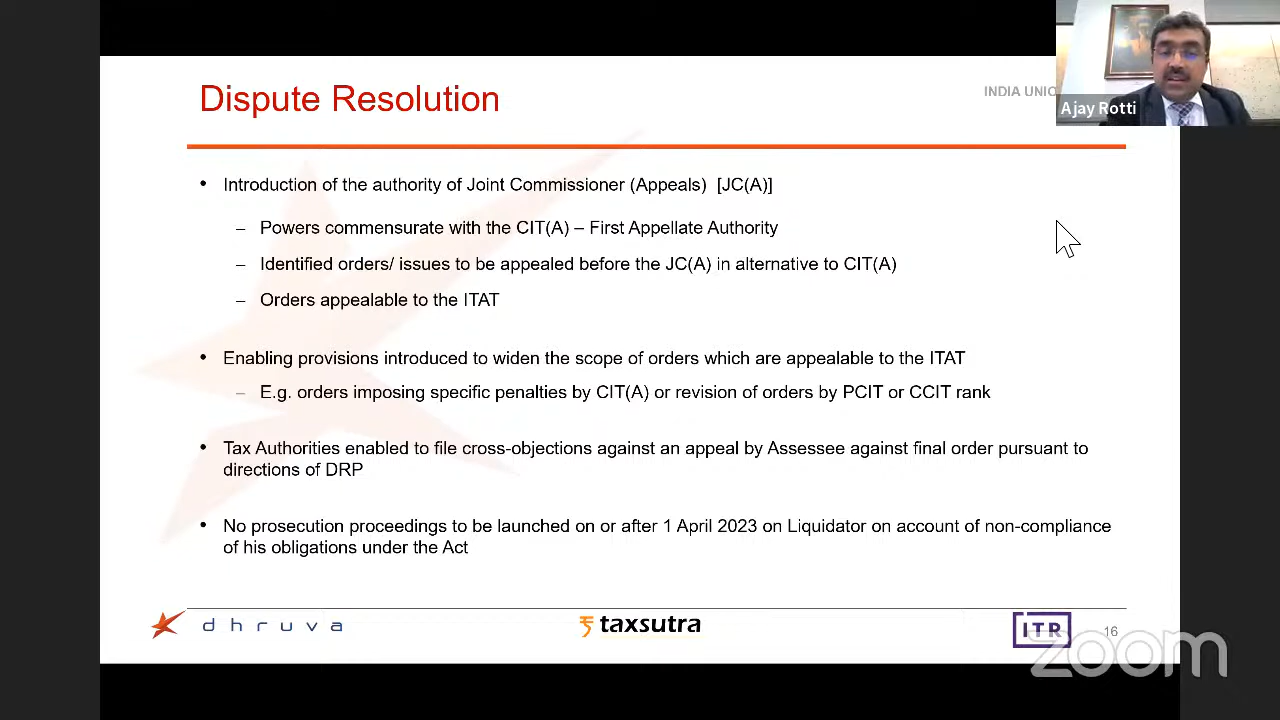 Dispute Resolution
INDIA UNIO
Ajay Rotti
• Introduction of the authority of Joint Commissioner (Appeals) [JC(A)]
– Powers commensurate with the CIT(A) – First Appellate Authority
– Identified orders/ issues to be appealed before the JC(A) in alternative to CIT(A)
– Orders appealable to the ITAT
• Enabling provisions introduced to widen the scope of orders which are appealable to the ITAT
– E.g. orders imposing specific penalties by CIT(A) or revision of orders by PCIT or CCIT rank
• Tax Authorities enabled to file cross-objections against an appeal by Assessee against final order pursuant to
directions of DRP
• No prosecution proceedings to be launched on or after 1 April 2023 on Liquidator on account of non-compliance
of his obligations under the Act
dhruva
taxsutra
ITR
16
zoom